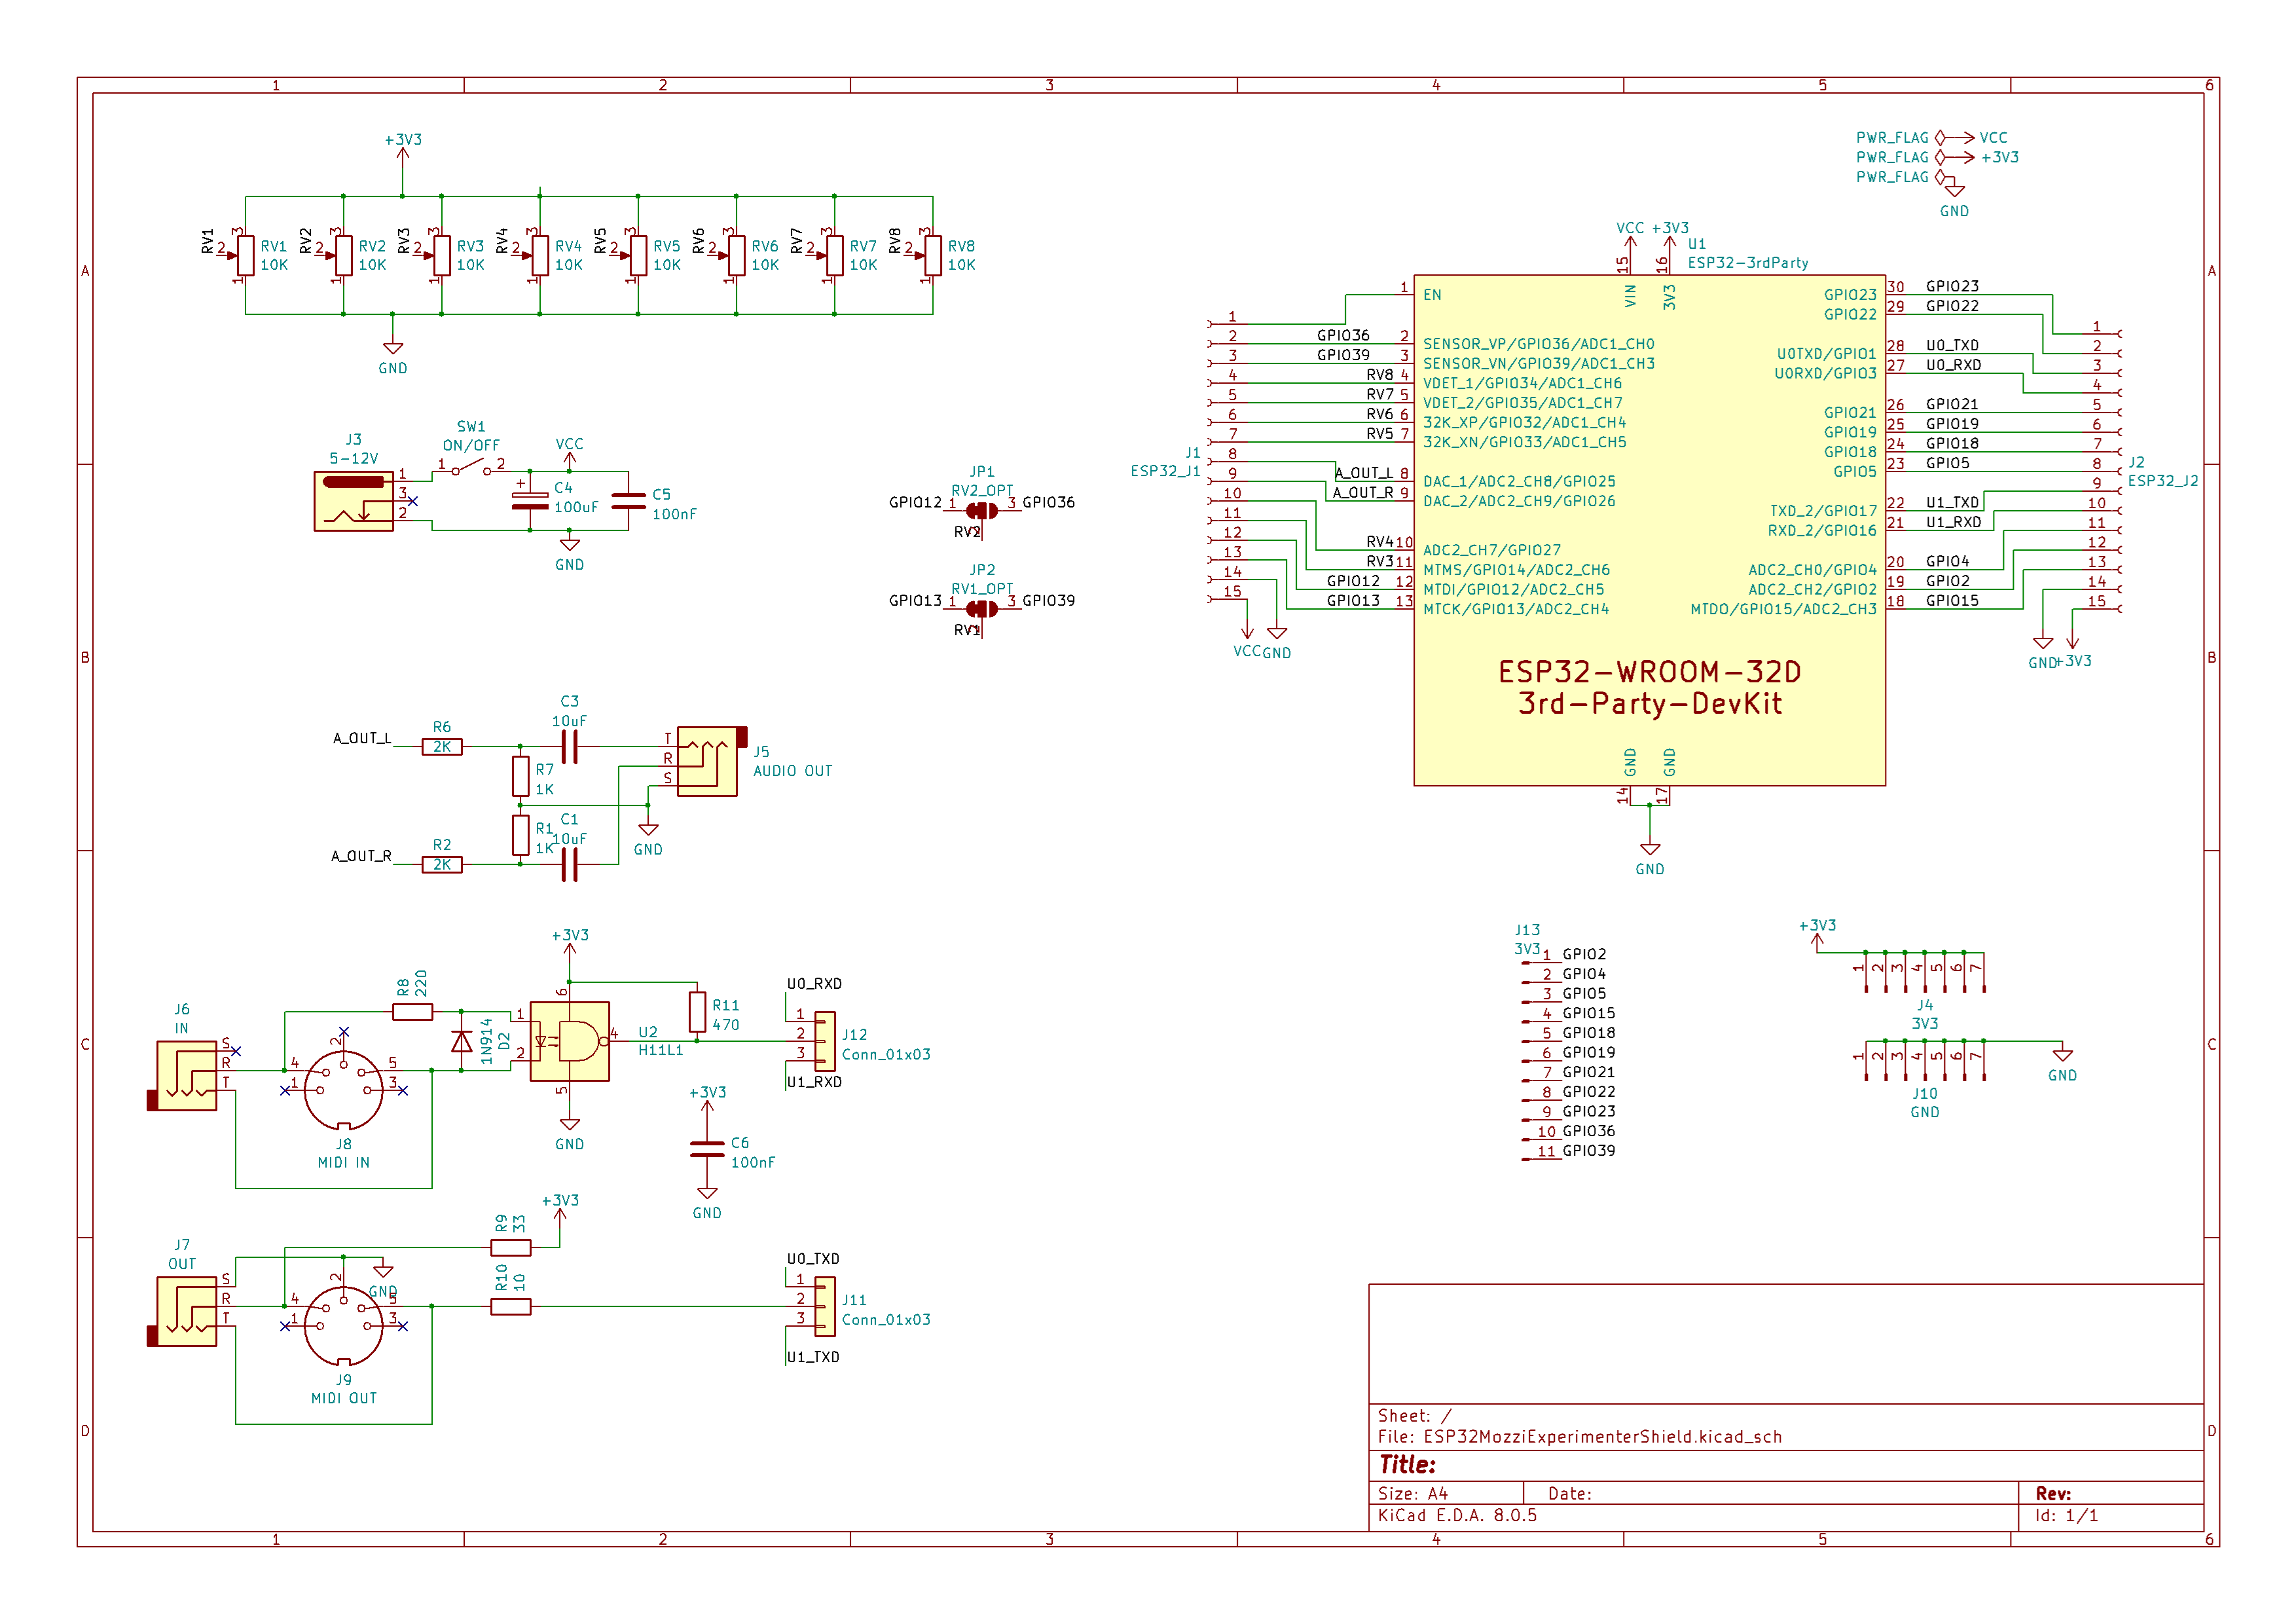 1 2 3 4 5 6
A
B
C
D
+3V3
RV1 2 3 1 RV1 10K
RV2 2 3 1 RV2 10K
RV3 2 3 1 RV3 10K
RV4 2 3 1 RV4 10K
RV5 2 3 1 RV5 10K
RV6 2 3 1 RV6 10K
RV7 2 3 1 RV7 10K
RV8 2 3 1 RV8 10K
GND
J3
5-12V
1
3
2
SW1
ON/OFF
1 2
VCC
+
C4
100uF
C5
100nF
GND
JP1
RV2_OPT
GPIO12 1 3 GPIO36
RV2
JP2
RV1_OPT
GPIO13 1 3 GPIO39
RV1
A_OUT_L
R6
2K
C3
10uF
R7
1K
T
R
S
J5
AUDIO OUT
R1
1K
C1
10uF
GND
A_OUT_R
R2
2K
J6
IN
S
R
T
R8
220
4 1 2 5 3
J8
MIDI IN
1N914
D2
+3V3
6
1
2
4
5
U2
H11L1
GND
R11
470
U0_RXD
1
2
3
J12
Conn_01x03
U1_RXD
+3V3
C6
100nF
GND
J7
OUT
S
R
T
4 1 2 5 3
GND
J9
MIDI OUT
R9
33
+3V3
R10
10
U0_TXD
1
2
3
J11
Conn_01x03
U1_TXD
PWR_FLAG VCC
PWR_FLAG +3V3
PWR_FLAG
GND
VCC +3V3
15 16
U1
ESP32-3rdParty
VIN 3V3
J1
ESP32_J1
1
2
3
4
5
6
7
8
9
10
11
12
13
14
15
VCC GND
1 EN
GPIO36 2 SENSOR_VP/GPIO36/ADC1_CH0
GPIO39 3 SENSOR_VN/GPIO39/ADC1_CH3
RV8 4 VDET_1/GPIO34/ADC1_CH6
RV7 5 VDET_2/GPIO35/ADC1_CH7
RV6 6 32K_XP/GPIO32/ADC1_CH4
RV5 7 32K_XN/GPIO33/ADC1_CH5
A_OUT_L 8 DAC_1/ADC2_CH8/GPIO25
A_OUT_R 9 DAC_2/ADC2_CH9/GPIO26
RV4 10 ADC2_CH7/GPIO27
RV3 11 MTMS/GPIO14/ADC2_CH6
GPIO12 12 MTDI/GPIO12/ADC2_CH5
GPIO13 13 MTCK/GPIO13/ADC2_CH4
GPIO23 30 GPIO23
GPIO22 29 GPIO22
U0TXD/GPIO1 28 U0_TXD
U0RXD/GPIO3 27 U0_RXD
GPIO21 26 GPIO21
GPIO19 25 GPIO19
GPIO18 24 GPIO18
GPIO5 23 GPIO5
TXD_2/GPIO17 22 U1_TXD
RXD_2/GPIO16 21 U1_RXD
ADC2_CH0/GPIO4 20 GPIO4
ADC2_CH2/GPIO2 19 GPIO2
MTDO/GPIO15/ADC2_CH3 18 GPIO15
1
2
3
4
5
6
7
8
9
10
11
12
13
14
15
J2
ESP32_J2
GND +3V3
ESP32-WROOM-32D
3rd-Party-DevKit
GND GND
14 17
GND
J13
3V3
1 GPIO2
2 GPIO4
3 GPIO5
4 GPIO15
5 GPIO18
6 GPIO19
7 GPIO21
8 GPIO22
9 GPIO23
10 GPIO36
11 GPIO39
+3V3
1 2 3 4 5 6 7
J4
3V3
1 2 3 4 5 6 7
J10
GND
GND
Sheet: /
File: ESP32MozziExperimenterShield.kicad_sch
Title:
Size: A4 Date: Rev:
KiCad E.D.A. 8.0.5 Id: 1/1
1 2 3 4 5 6
A
B
C
D